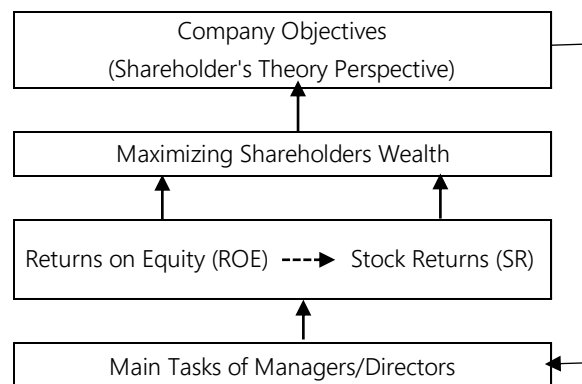 Company Objectives
(Shareholder's Theory Perspective)
Maximizing Shareholders Wealth
Returns on Equity (ROE) Stock Returns (SR)
Main Tasks of Managers/Directors